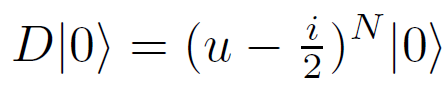 D|0⟩ = (u − i/2)^N |0⟩